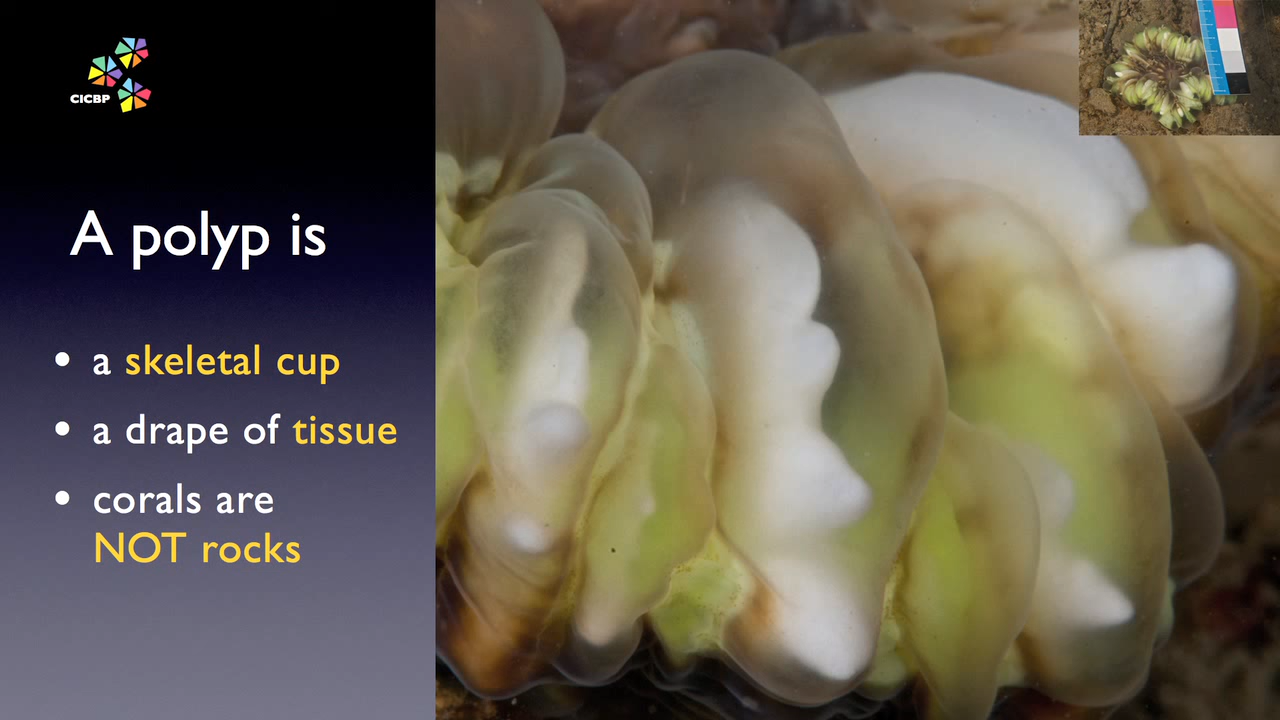 CICBP
A polyp is
• a skeletal cup
• a drape of tissue
• corals are
NOT rocks